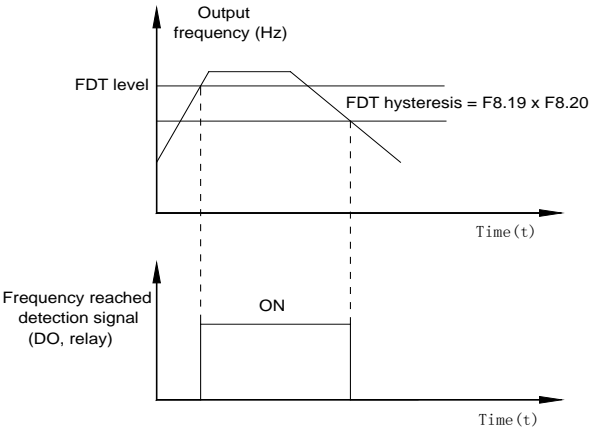 Output
frequency (Hz)
FDT level
FDT hysteresis = F8.19 x F8.20
Time(t)
Frequency reached
detection signal
(DO, relay)
ON
Time(t)